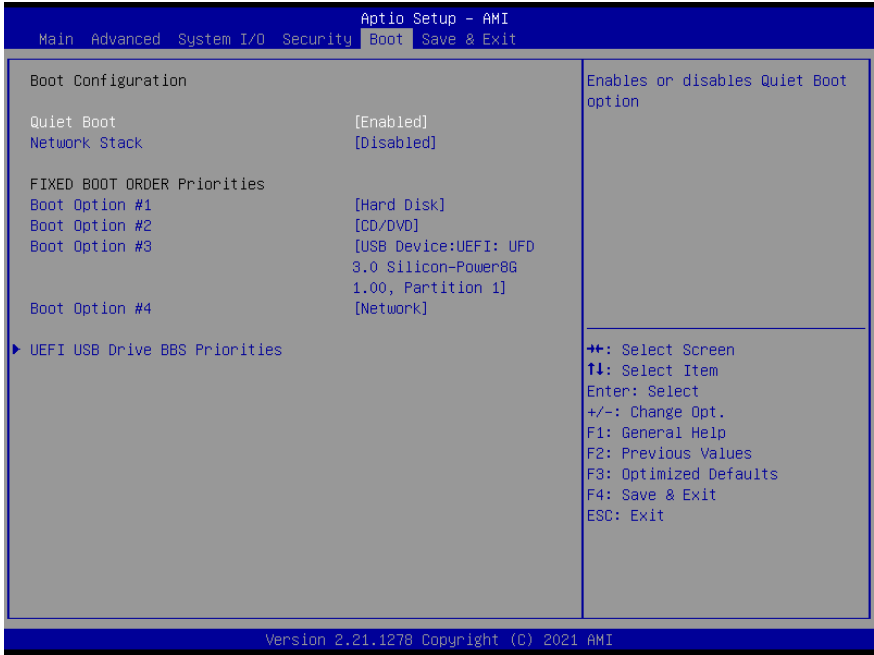 Aptio Setup – AMI
Main Advanced System I/O Security Boot Save & Exit
Boot Configuration
Quiet Boot [Enabled]
Network Stack [Disabled]
FIXED BOOT ORDER Priorities
Boot Option #1 [Hard Disk]
Boot Option #2 [CD/DVD]
Boot Option #3 [USB Device:UEFI: UFD
3.0 Silicon-Power8G
1.00, Partition 1]
Boot Option #4 [Network]
UEFI USB Drive BBS Priorities
Enables or disables Quiet Boot
option
→←: Select Screen
↑↓: Select Item
Enter: Select
+/-: Change Opt.
F1: General Help
F2: Previous Values
F3: Optimized Defaults
F4: Save & Exit
ESC: Exit
Version 2.21.1278 Copyright (C) 2021 AMI